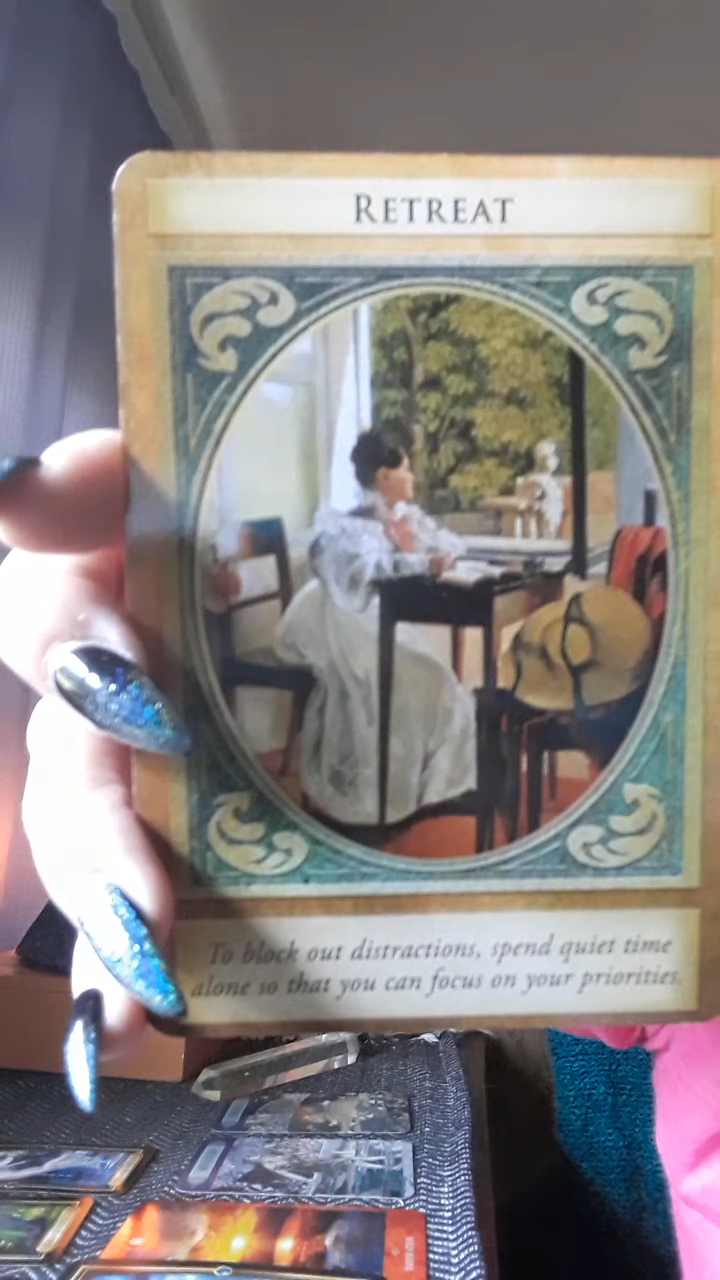 RETREAT
To block out distractions, spend quiet time
alone so that you can focus on your priorities.